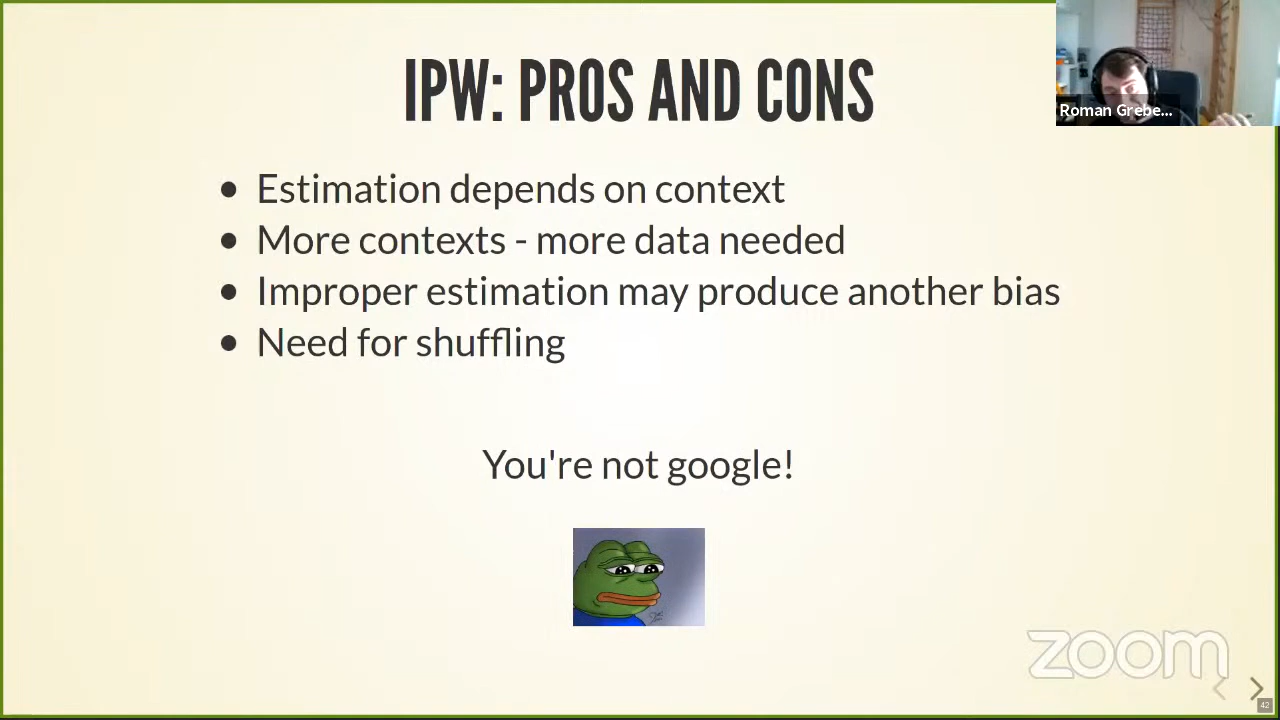 IPW: PROS AND CONS
Roman Grebe...
Estimation depends on context
More contexts - more data needed
Improper estimation may produce another bias
Need for shuffling
You're not google!
zoom
42